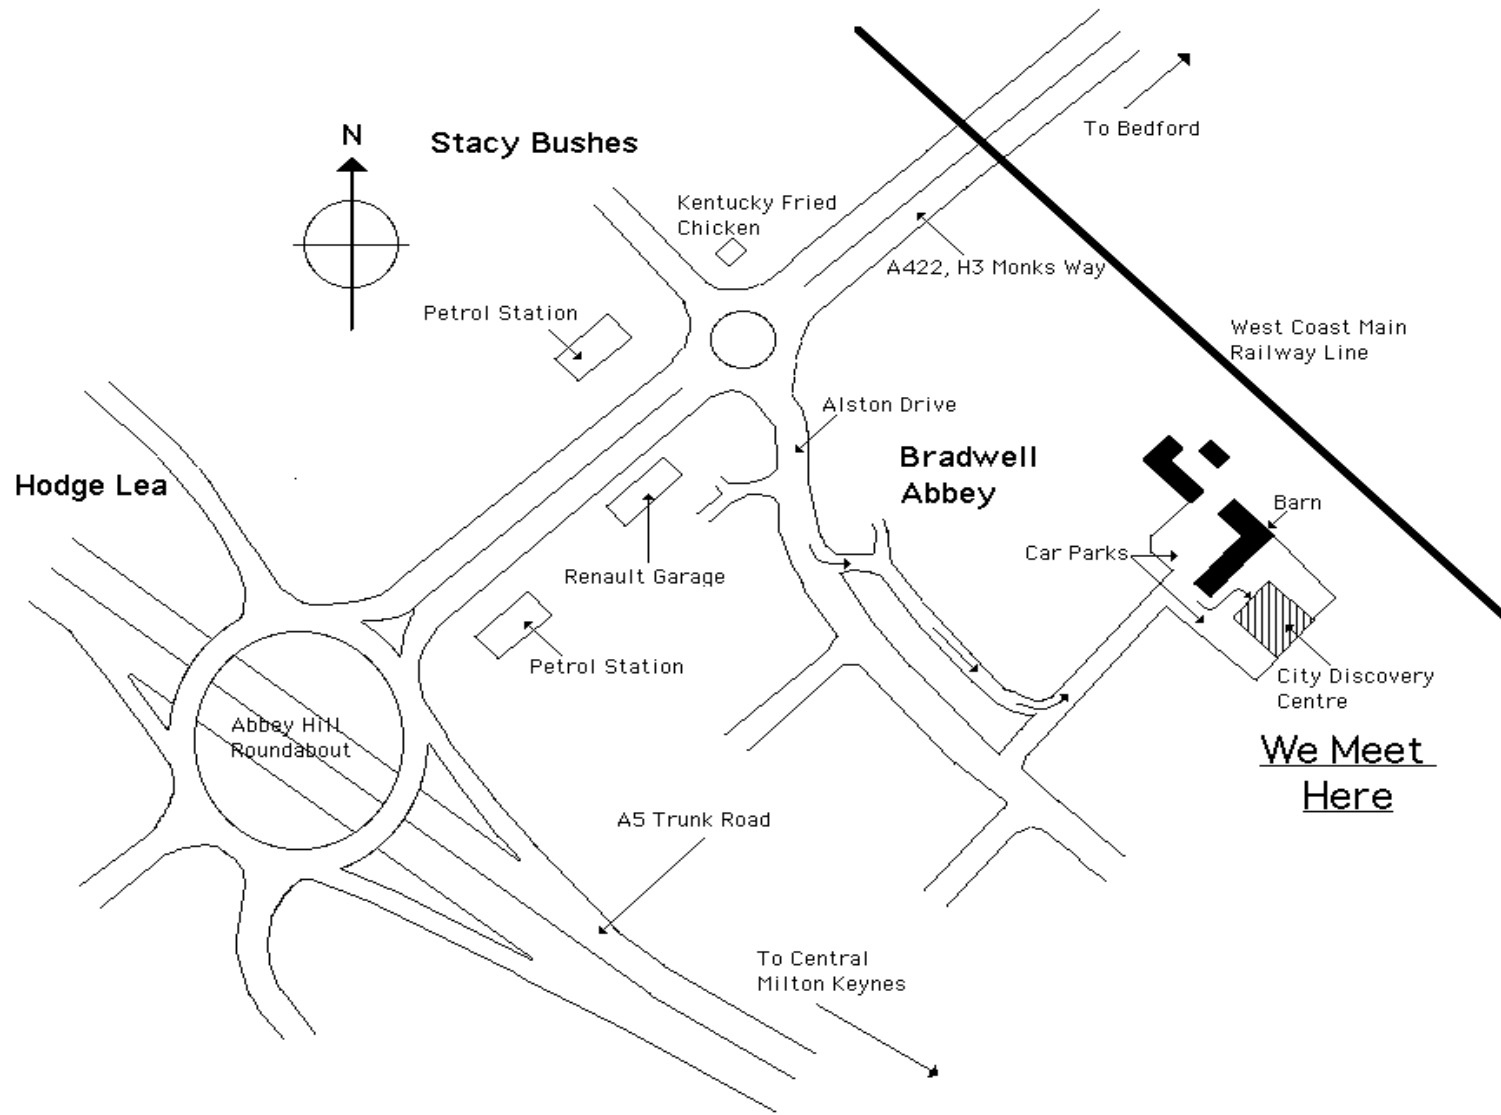 To Bedford
N
Stacy Bushes
Kentucky Fried
Chicken
A422, H3 Monks Way
Petrol Station
West Coast Main
Railway Line
Alston Drive
Bradwell
Abbey
Hodge Lea
Barn
Car Parks
Renault Garage
Petrol Station
City Discovery
Centre
Abbey Hill
Roundabout
We Meet
Here
A5 Trunk Road
To Central
Milton Keynes